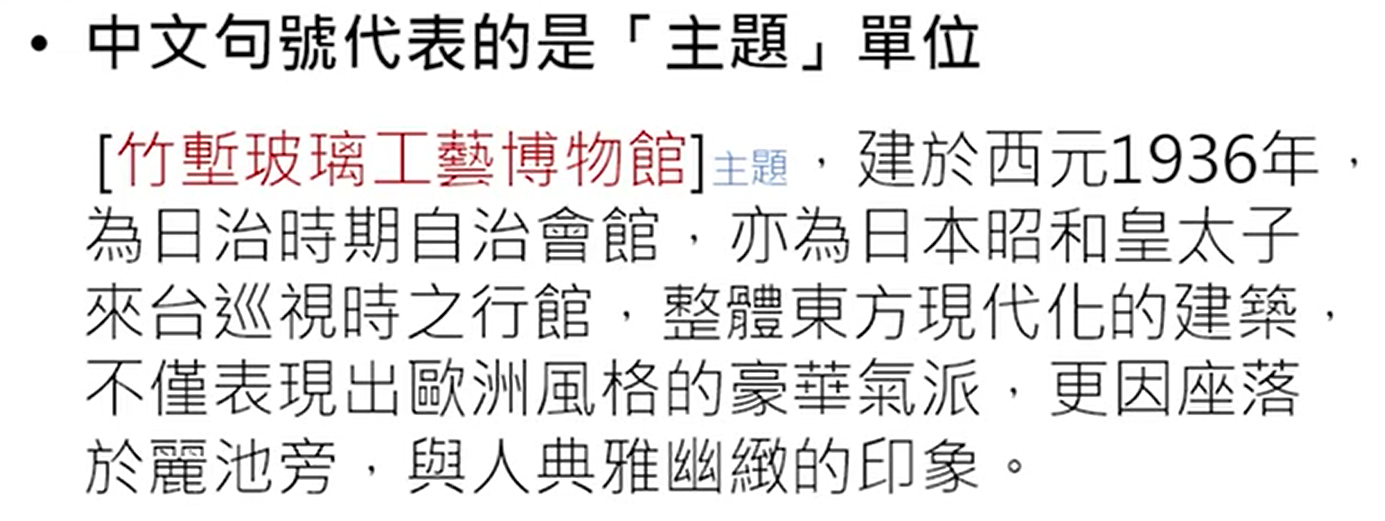 • 中文句號代表的是「主題」單位
[竹塹玻璃工藝博物館]主題，建於西元1936年，
為日治時期自治會館，亦為日本昭和皇太子
來台巡視時之行館，整體東方現代化的建築，
不僅表現出歐洲風格的豪華氣派，更因座落
於麗池旁，與人典雅幽緻的印象。